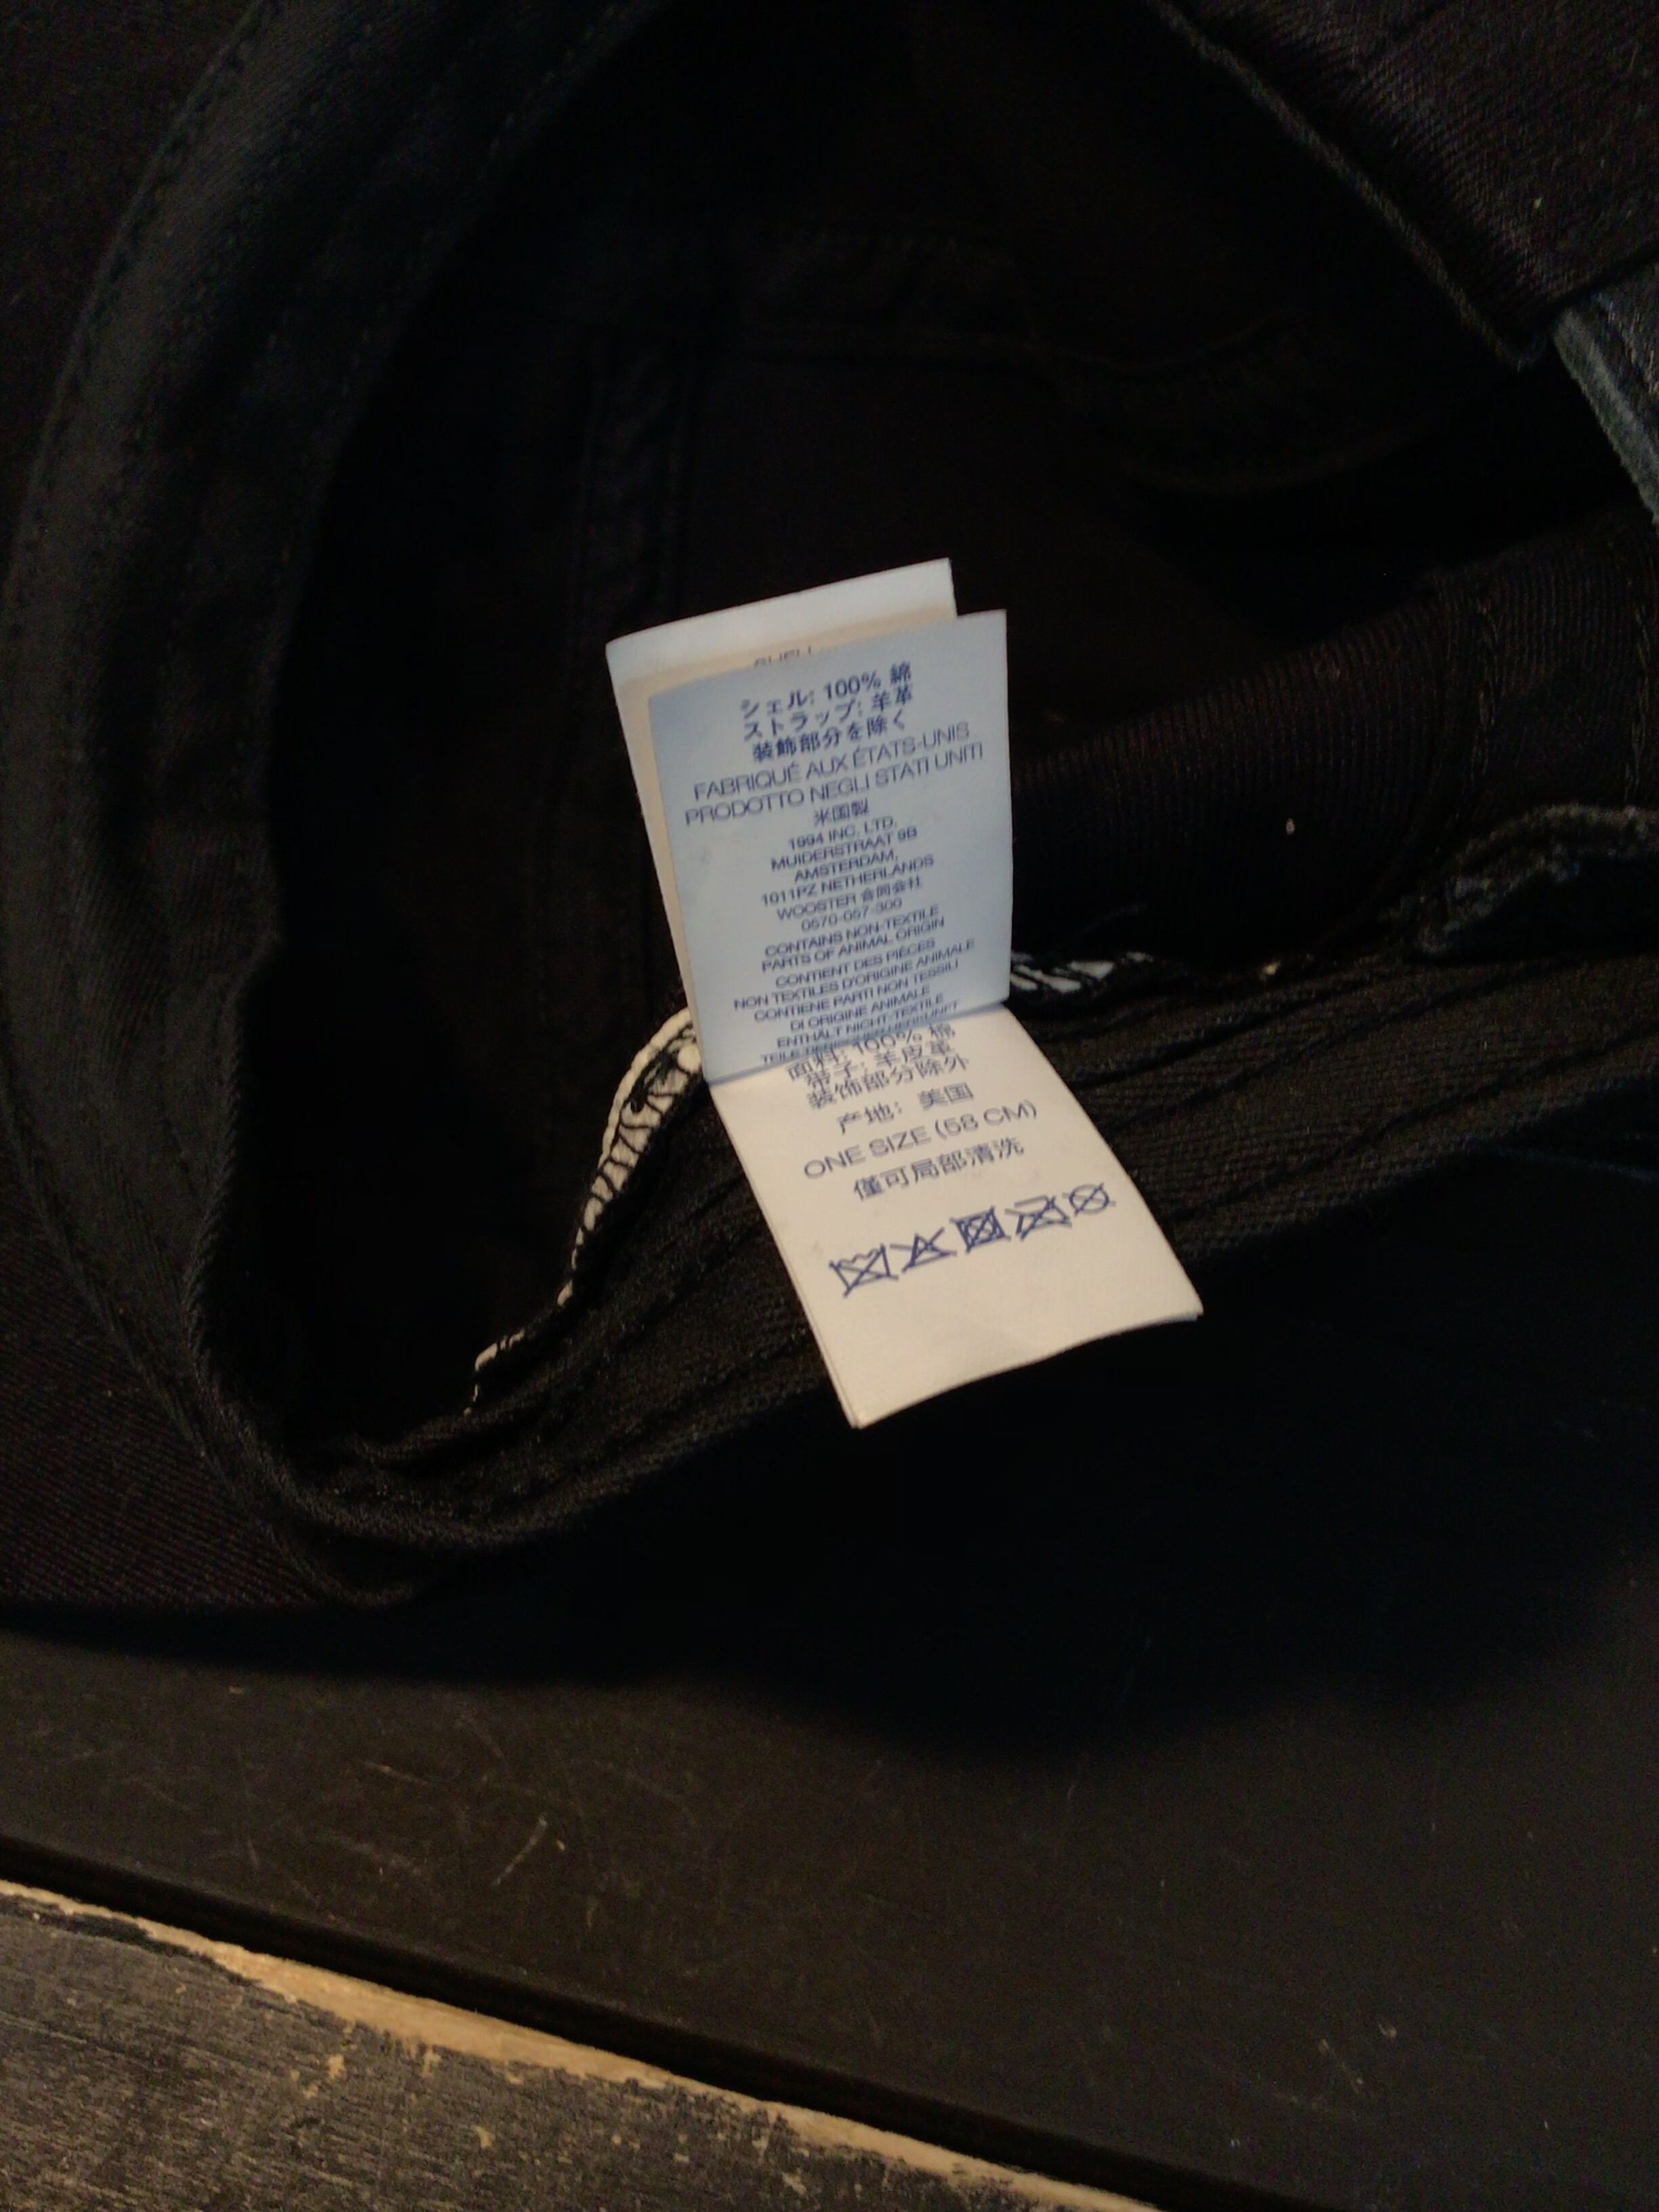 SHELL
シェル: 100% 綿
ストラップ: 羊革
装飾部分を除く
FABRIQUÉ AUX ÉTATS-UNIS
PRODOTTO NEGLI STATI UNITI
米国製
1994 INC. LTD.
MUIDERSTRAAT 9B
AMSTERDAM,
1011PZ NETHERLANDS
WOOSTER 合同会社
0570-057-300
CONTAINS NON-TEXTILE
PARTS OF ANIMAL ORIGIN
CONTIENT DES PIÈCES
NON TEXTILES D'ORIGINE ANIMALE
CONTIENE PARTI NON TESSILI
DI ORIGINE ANIMALE
ENTHÄLT NICHT-TEXTILE
TEILE TIERISCHER HERKUNFT
面料: 100% 棉
带子: 羊皮革
装饰部分除外
产地: 美国
ONE SIZE (58 CM)
僅可局部清洗